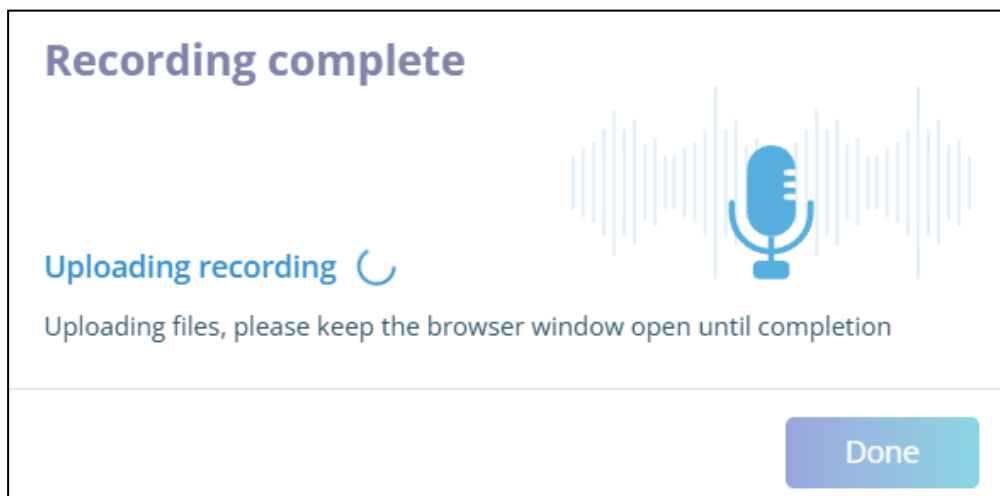 Recording complete
Uploading recording
Uploading files, please keep the browser window open until completion
Done